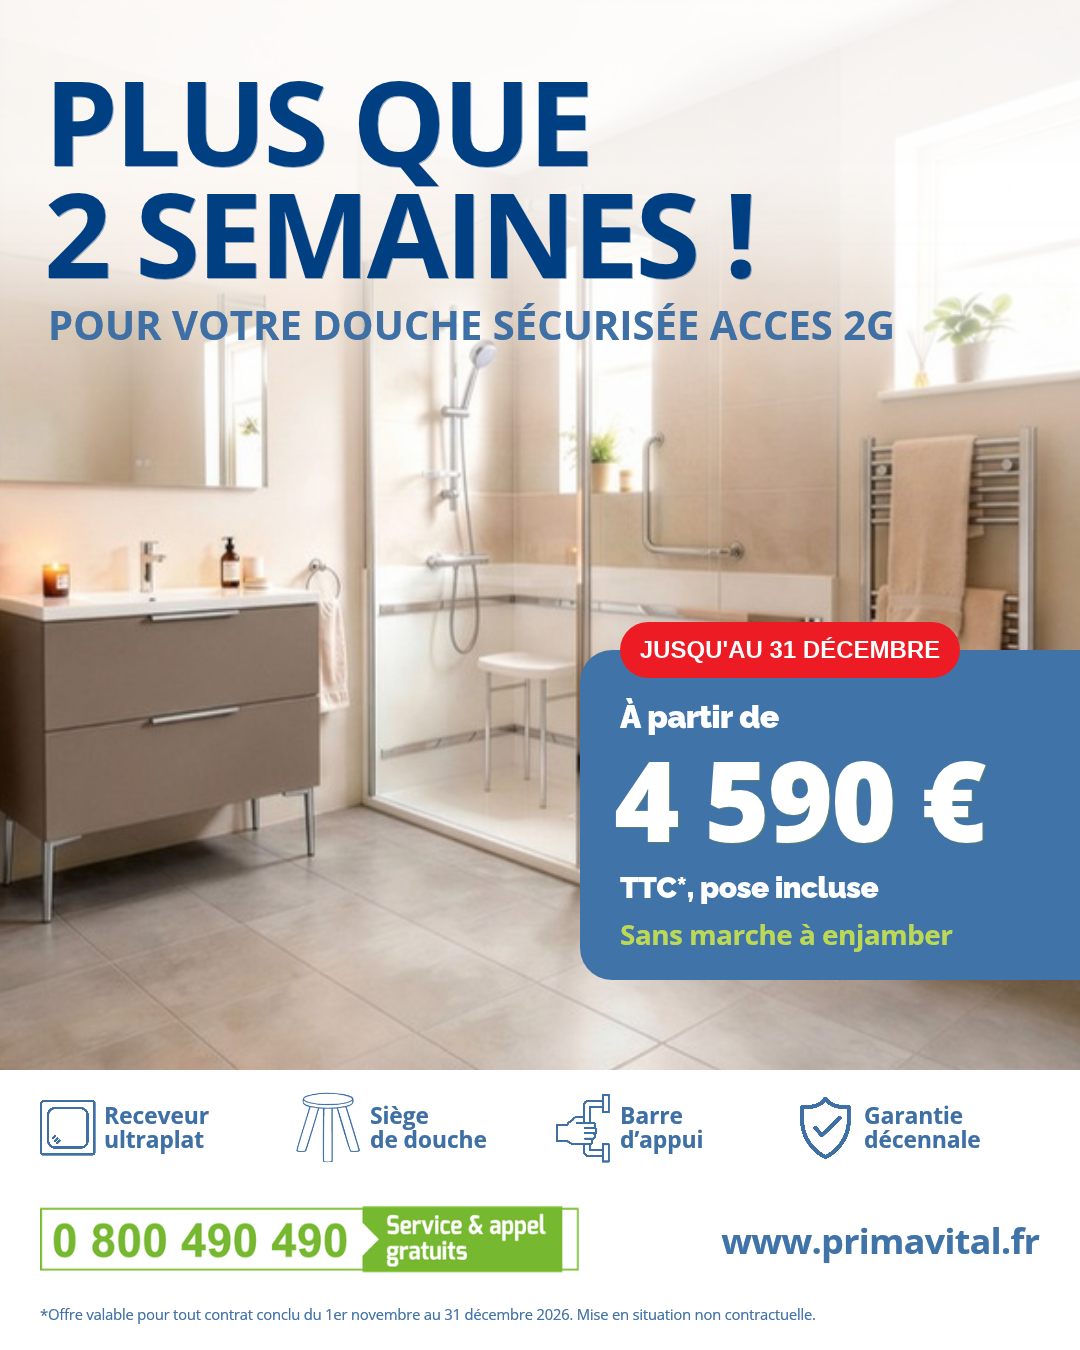 PLUS QUE
2 SEMAINES !
POUR VOTRE DOUCHE SÉCURISÉE ACCES 2G
JUSQU'AU 31 DÉCEMBRE
À partir de
4 590 €
TTC*, pose incluse
Sans marche à enjamber
Receveur
ultraplat
Siège
de douche
Barre
d’appui
Garantie
décennale
0 800 490 490
Service & appel
gratuits
www.primavital.fr
*Offre valable pour tout contrat conclu du 1er novembre au 31 décembre 2026. Mise en situation non contractuelle.